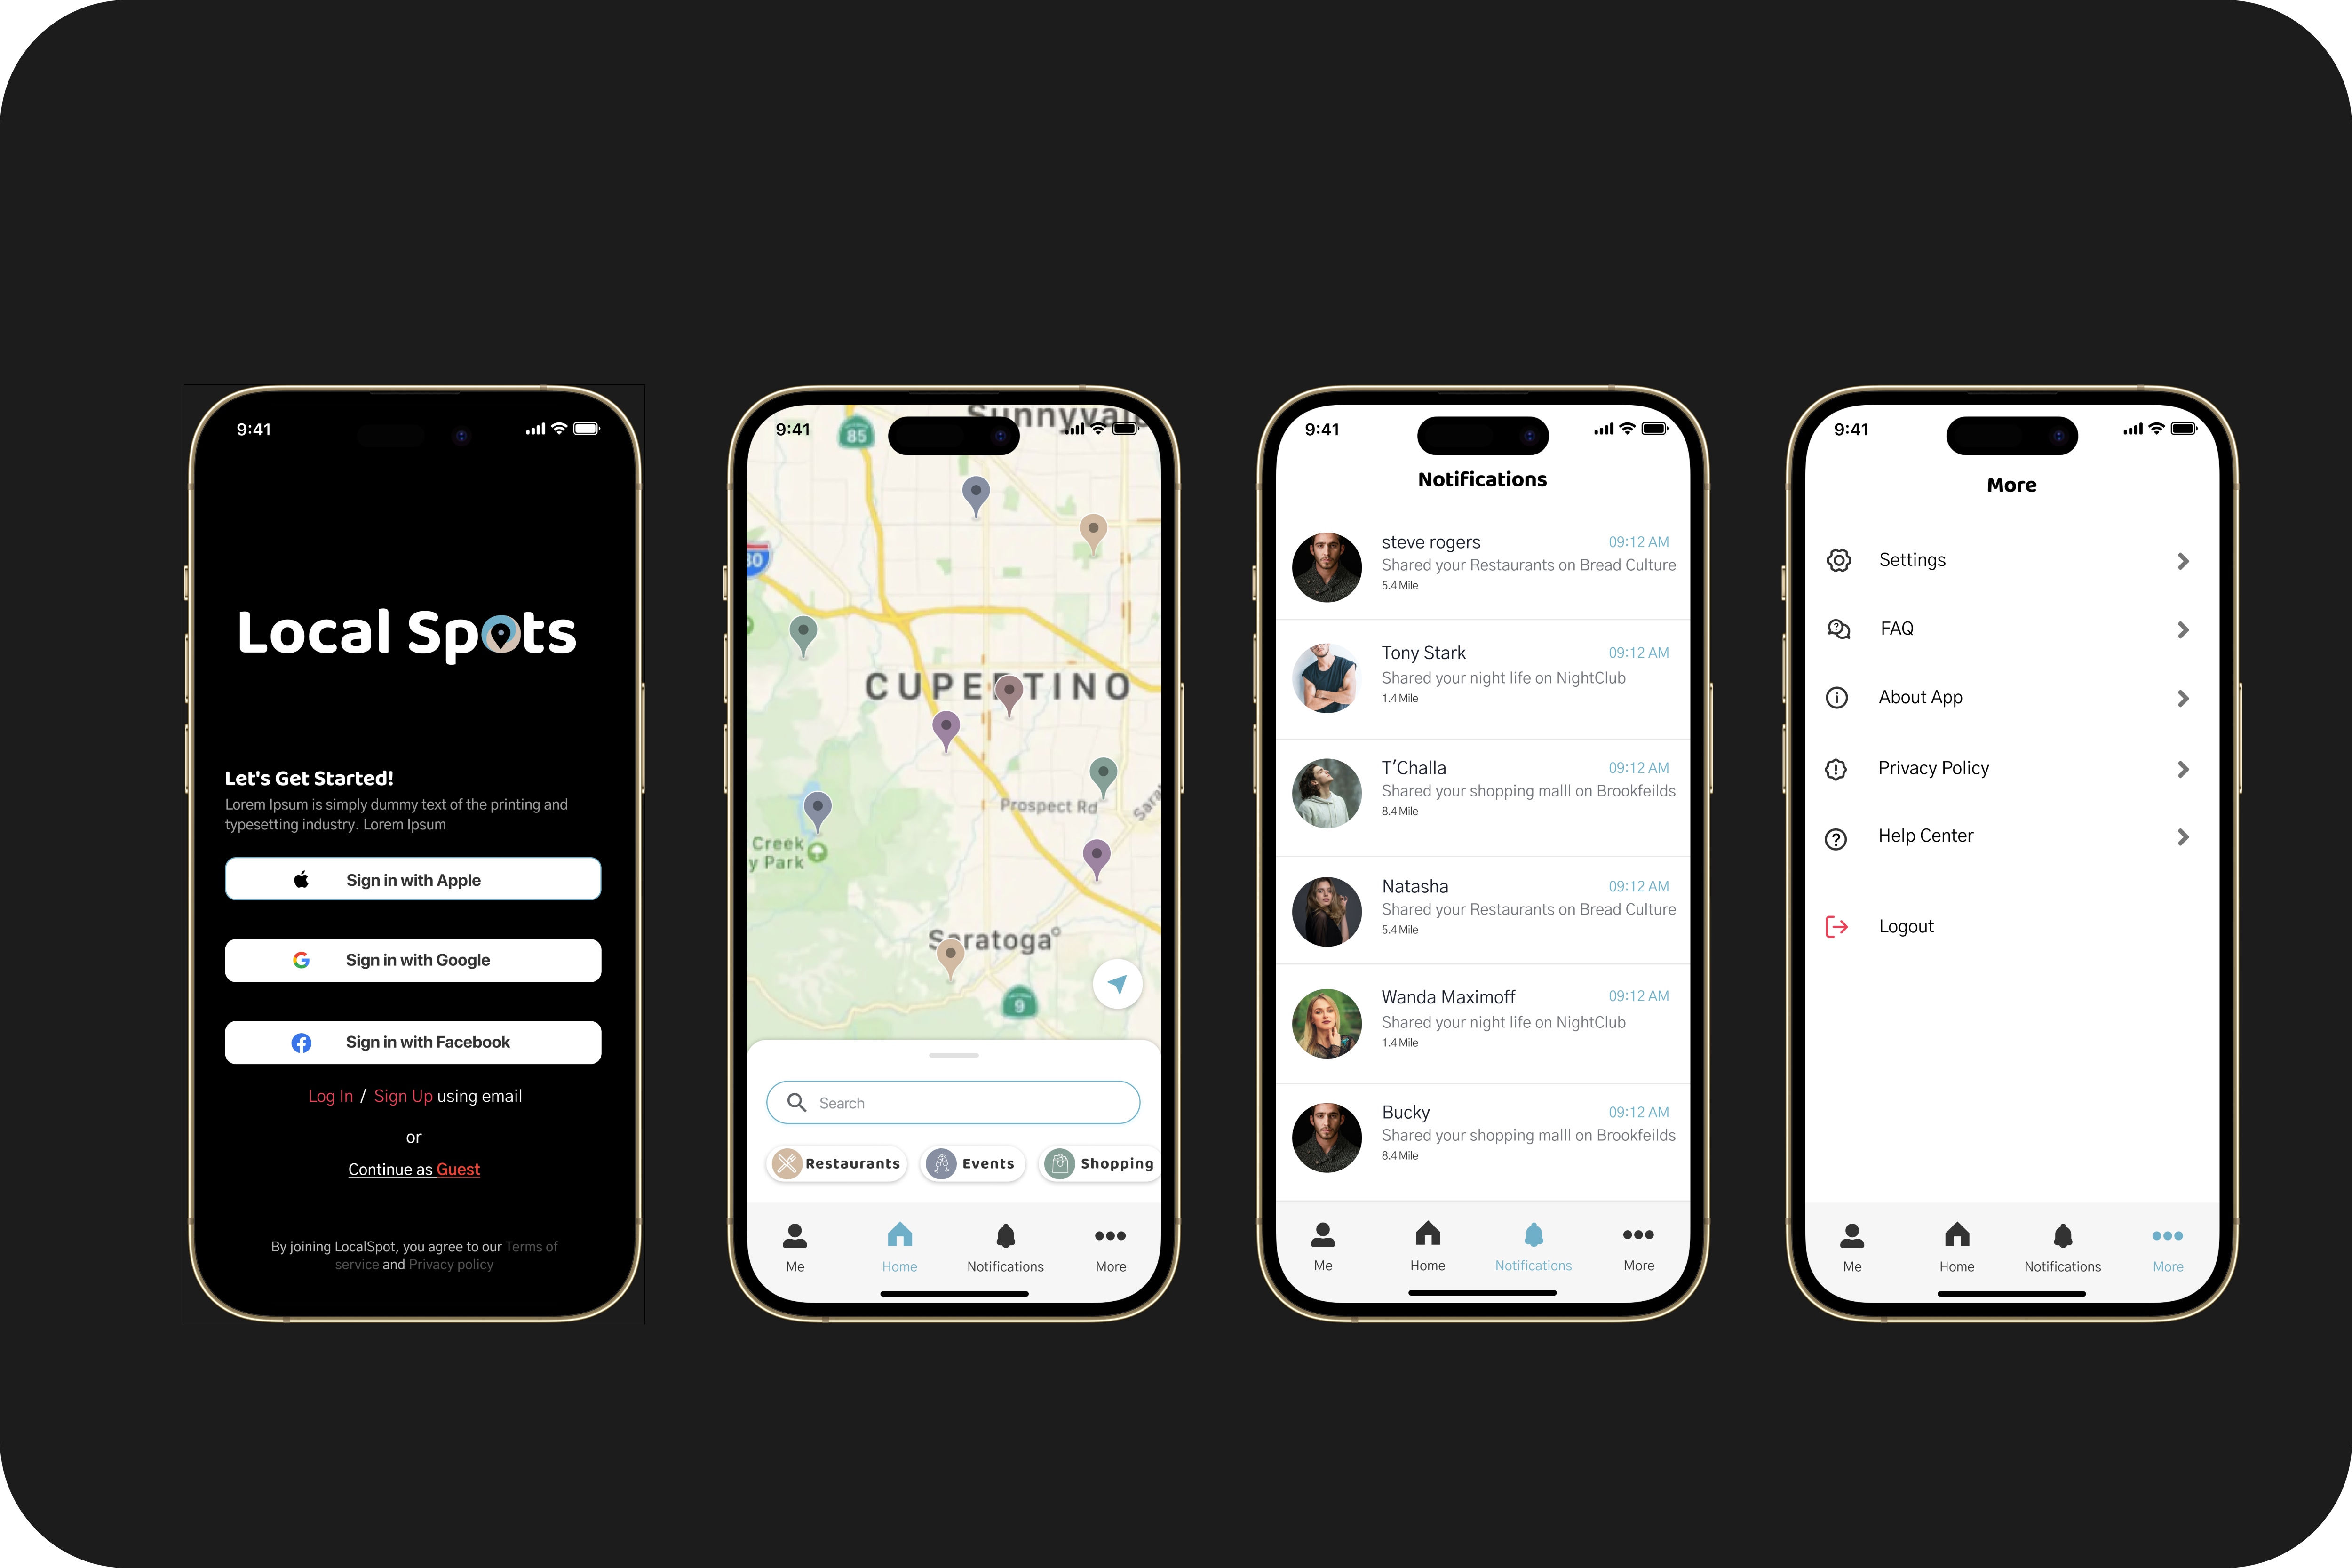 9:41
Local Spots
Let's Get Started!
Lorem Ipsum is simply dummy text of the printing and
typesetting industry. Lorem Ipsum
Sign in with Apple
Sign in with Google
Sign in with Facebook
Log In / Sign Up using email
or
Continue as Guest
By joining LocalSpot, you agree to our Terms of
service and Privacy policy
9:41
85
CUPERTINO
Prospect Rd
Creek
y Park
Saratoga
9
Search
Restaurants
Events
Shopping
Me
Home
Notifications
More
9:41
Notifications
steve rogers
09:12 AM
Shared your Restaurants on Bread Culture
5.4 Mile
Tony Stark
09:12 AM
Shared your night life on NightClub
1.4 Mile
T'Challa
09:12 AM
Shared your shopping malll on Brookfeilds
8.4 Mile
Natasha
09:12 AM
Shared your Restaurants on Bread Culture
5.4 Mile
Wanda Maximoff
09:12 AM
Shared your night life on NightClub
1.4 Mile
Bucky
09:12 AM
Shared your shopping malll on Brookfeilds
8.4 Mile
Me
Home
Notifications
More
9:41
More
Settings
FAQ
About App
Privacy Policy
Help Center
Logout
Me
Home
Notifications
More